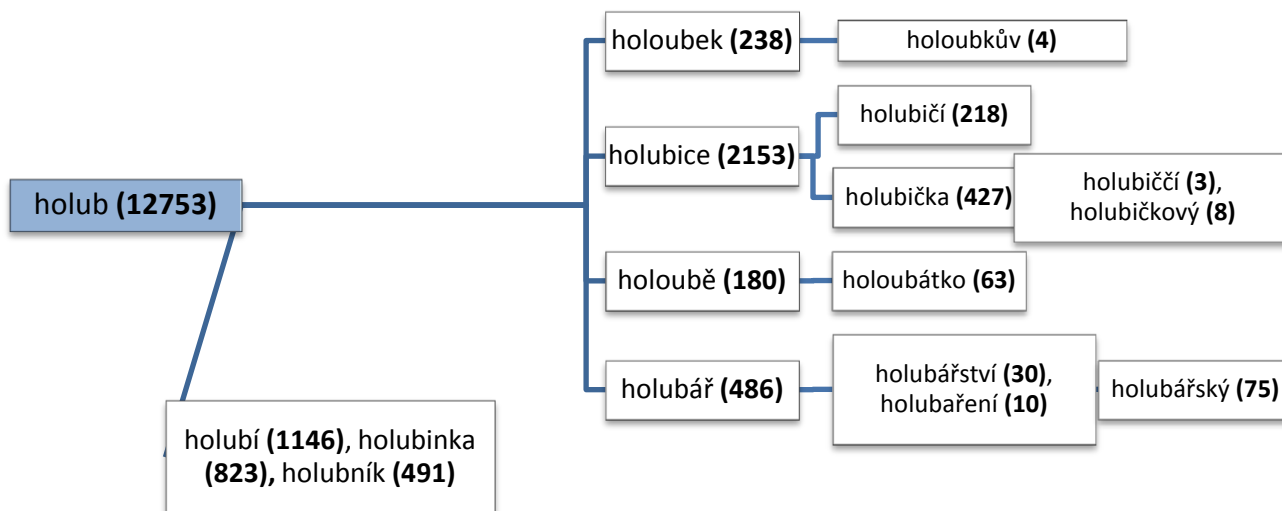 holoubek (238)
holoubkův (4)
holubice (2153)
holubičí (218)
holubička (427)
holubiččí (3),
holubičkový (8)
holub (12753)
holoubě (180)
holoubátko (63)
holubář (486)
holubářství (30),
holubaření (10)
holubářský (75)
holubí (1146), holubinka
(823), holubník (491)